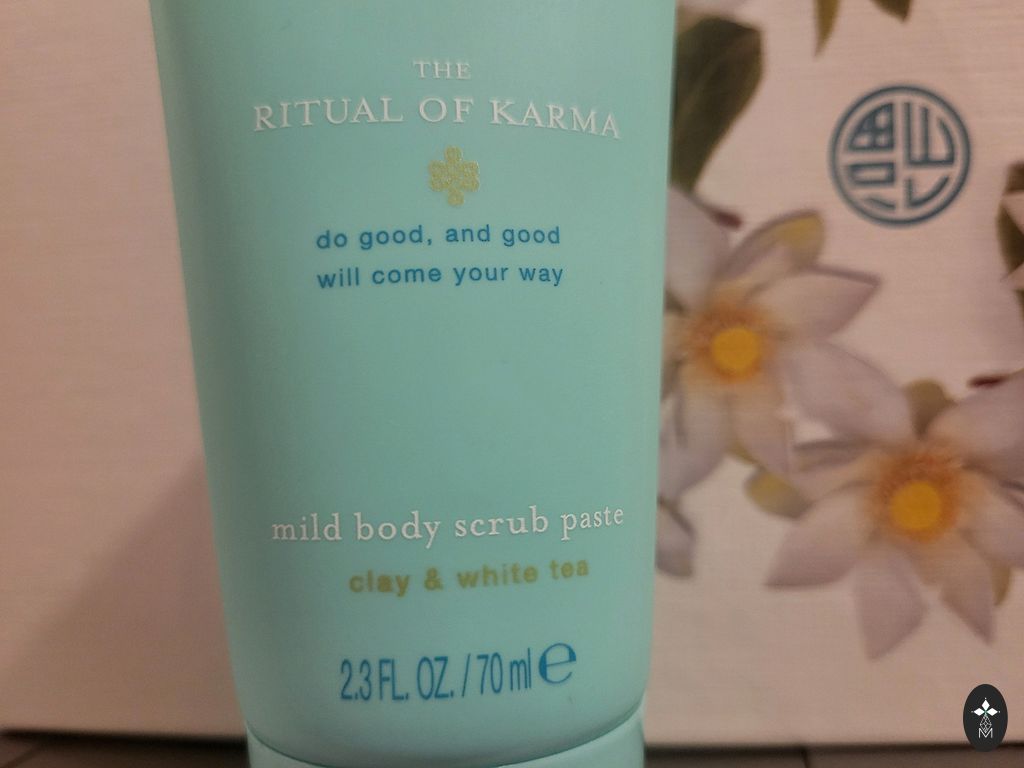 THE
RITUAL OF KARMA
do good, and good
will come your way
mild body scrub paste
clay & white tea
2.3 FL. OZ. / 70 ml ℮
M